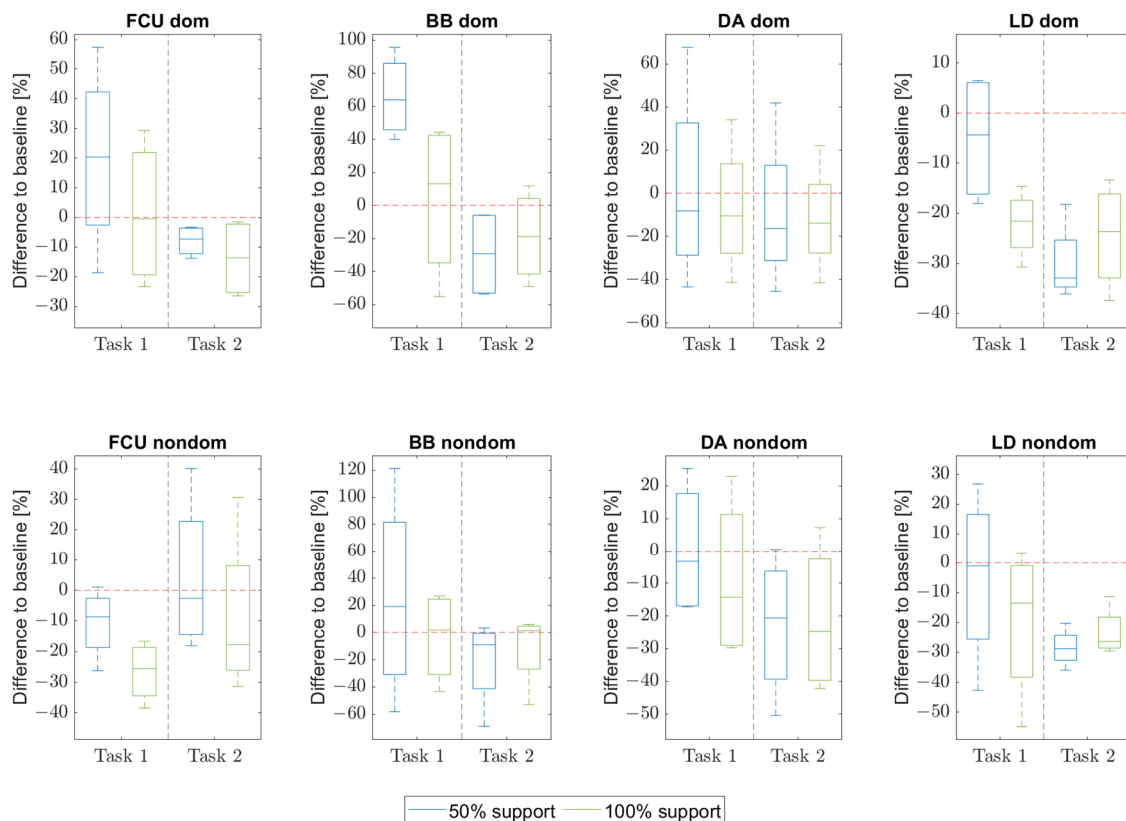 FCU dom
Difference to baseline [%]
60
50
40
30
20
10
0
−10
−20
−30
Task 1 Task 2
BB dom
Difference to baseline [%]
100
80
60
40
20
0
−20
−40
−60
Task 1 Task 2
DA dom
Difference to baseline [%]
60
40
20
0
−20
−40
−60
Task 1 Task 2
LD dom
Difference to baseline [%]
10
0
−10
−20
−30
−40
Task 1 Task 2
FCU nondom
Difference to baseline [%]
40
30
20
10
0
−10
−20
−30
−40
Task 1 Task 2
BB nondom
Difference to baseline [%]
120
100
80
60
40
20
0
−20
−40
−60
Task 1 Task 2
DA nondom
Difference to baseline [%]
20
10
0
−10
−20
−30
−40
−50
Task 1 Task 2
LD nondom
Difference to baseline [%]
30
20
10
0
−10
−20
−30
−40
−50
Task 1 Task 2
50% support 100% support